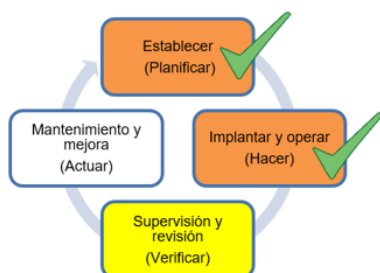 Establecer
(Planificar)
Implantar y operar
(Hacer)
Supervisión y
revisión
(Verificar)
Mantenimiento y
mejora
(Actuar)